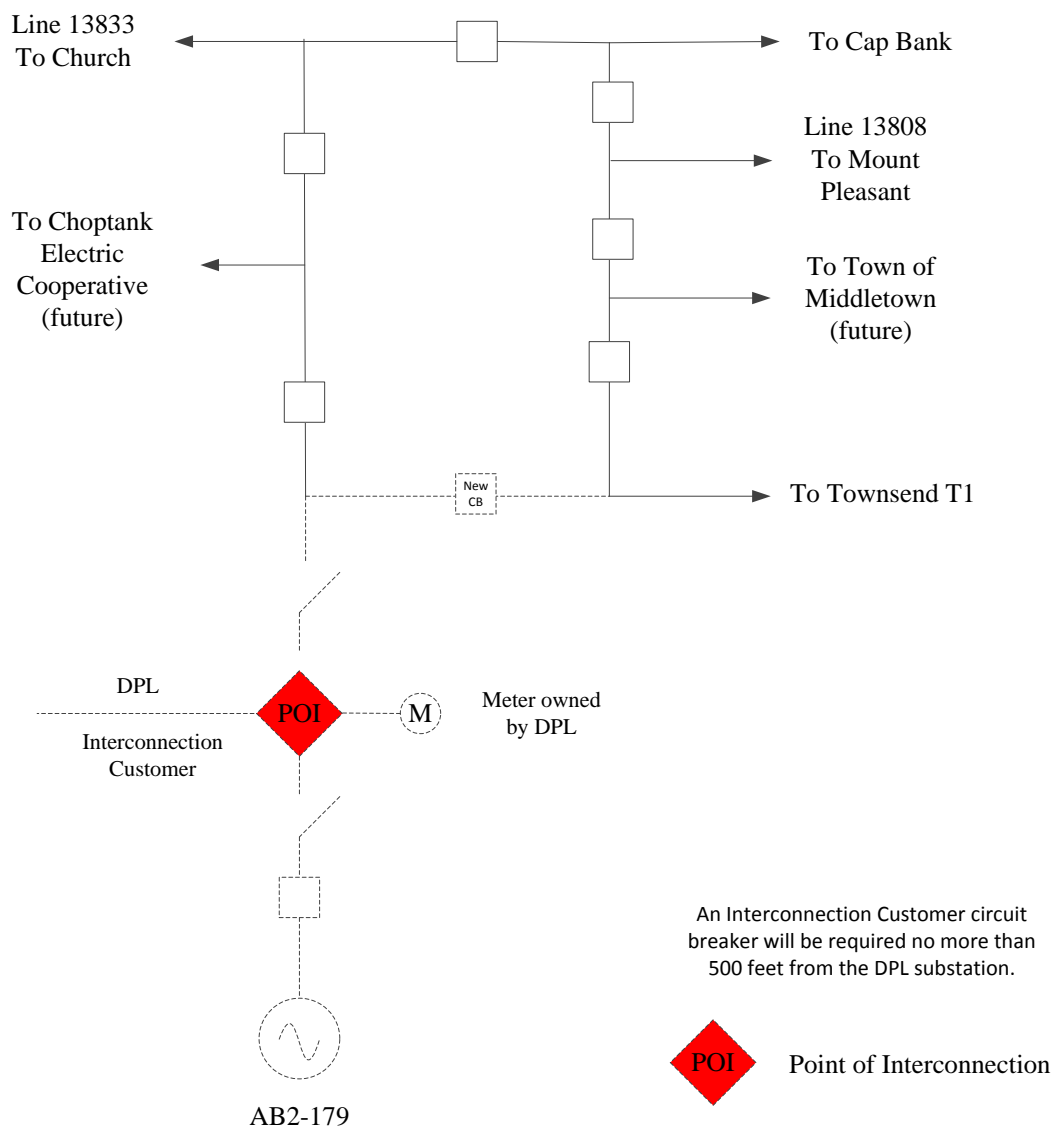 Line 13833
To Church
To Cap Bank
Line 13808
To Mount
Pleasant
To Choptank
Electric
Cooperative
(future)
To Town of
Middletown
(future)
New
CB
To Townsend T1
DPL
POI
M
Meter owned
by DPL
Interconnection
Customer
An Interconnection Customer circuit
breaker will be required no more than
500 feet from the DPL substation.
POI
Point of Interconnection
AB2-179